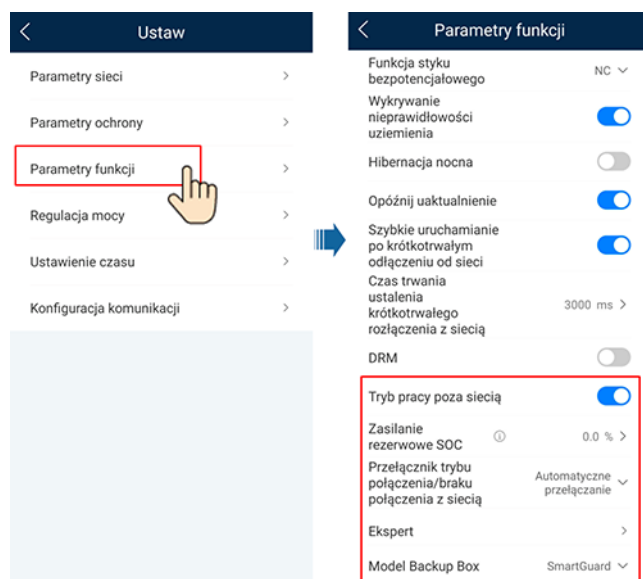 Ustaw
Parametry sieci
Parametry ochrony
Parametry funkcji
Regulacja mocy
Ustawienie czasu
Konfiguracja komunikacji
Parametry funkcji
Funkcja styku
bezpotencjałowego
NC
Wykrywanie
nieprawidłowości
uziemienia
Hibernacja nocna
Opóźnij uaktualnienie
Szybkie uruchamianie
po krótkotrwałym
odłączeniu od sieci
Czas trwania
ustalenia
krótkotrwałego
rozłączenia z siecią
3000 ms
DRM
Tryb pracy poza siecią
Zasilanie
rezerwowe SOC
0.0 %
Przełącznik trybu
połączenia/braku
połączenia z siecią
Automatyczne
przełączanie
Ekspert
Model Backup Box
SmartGuard